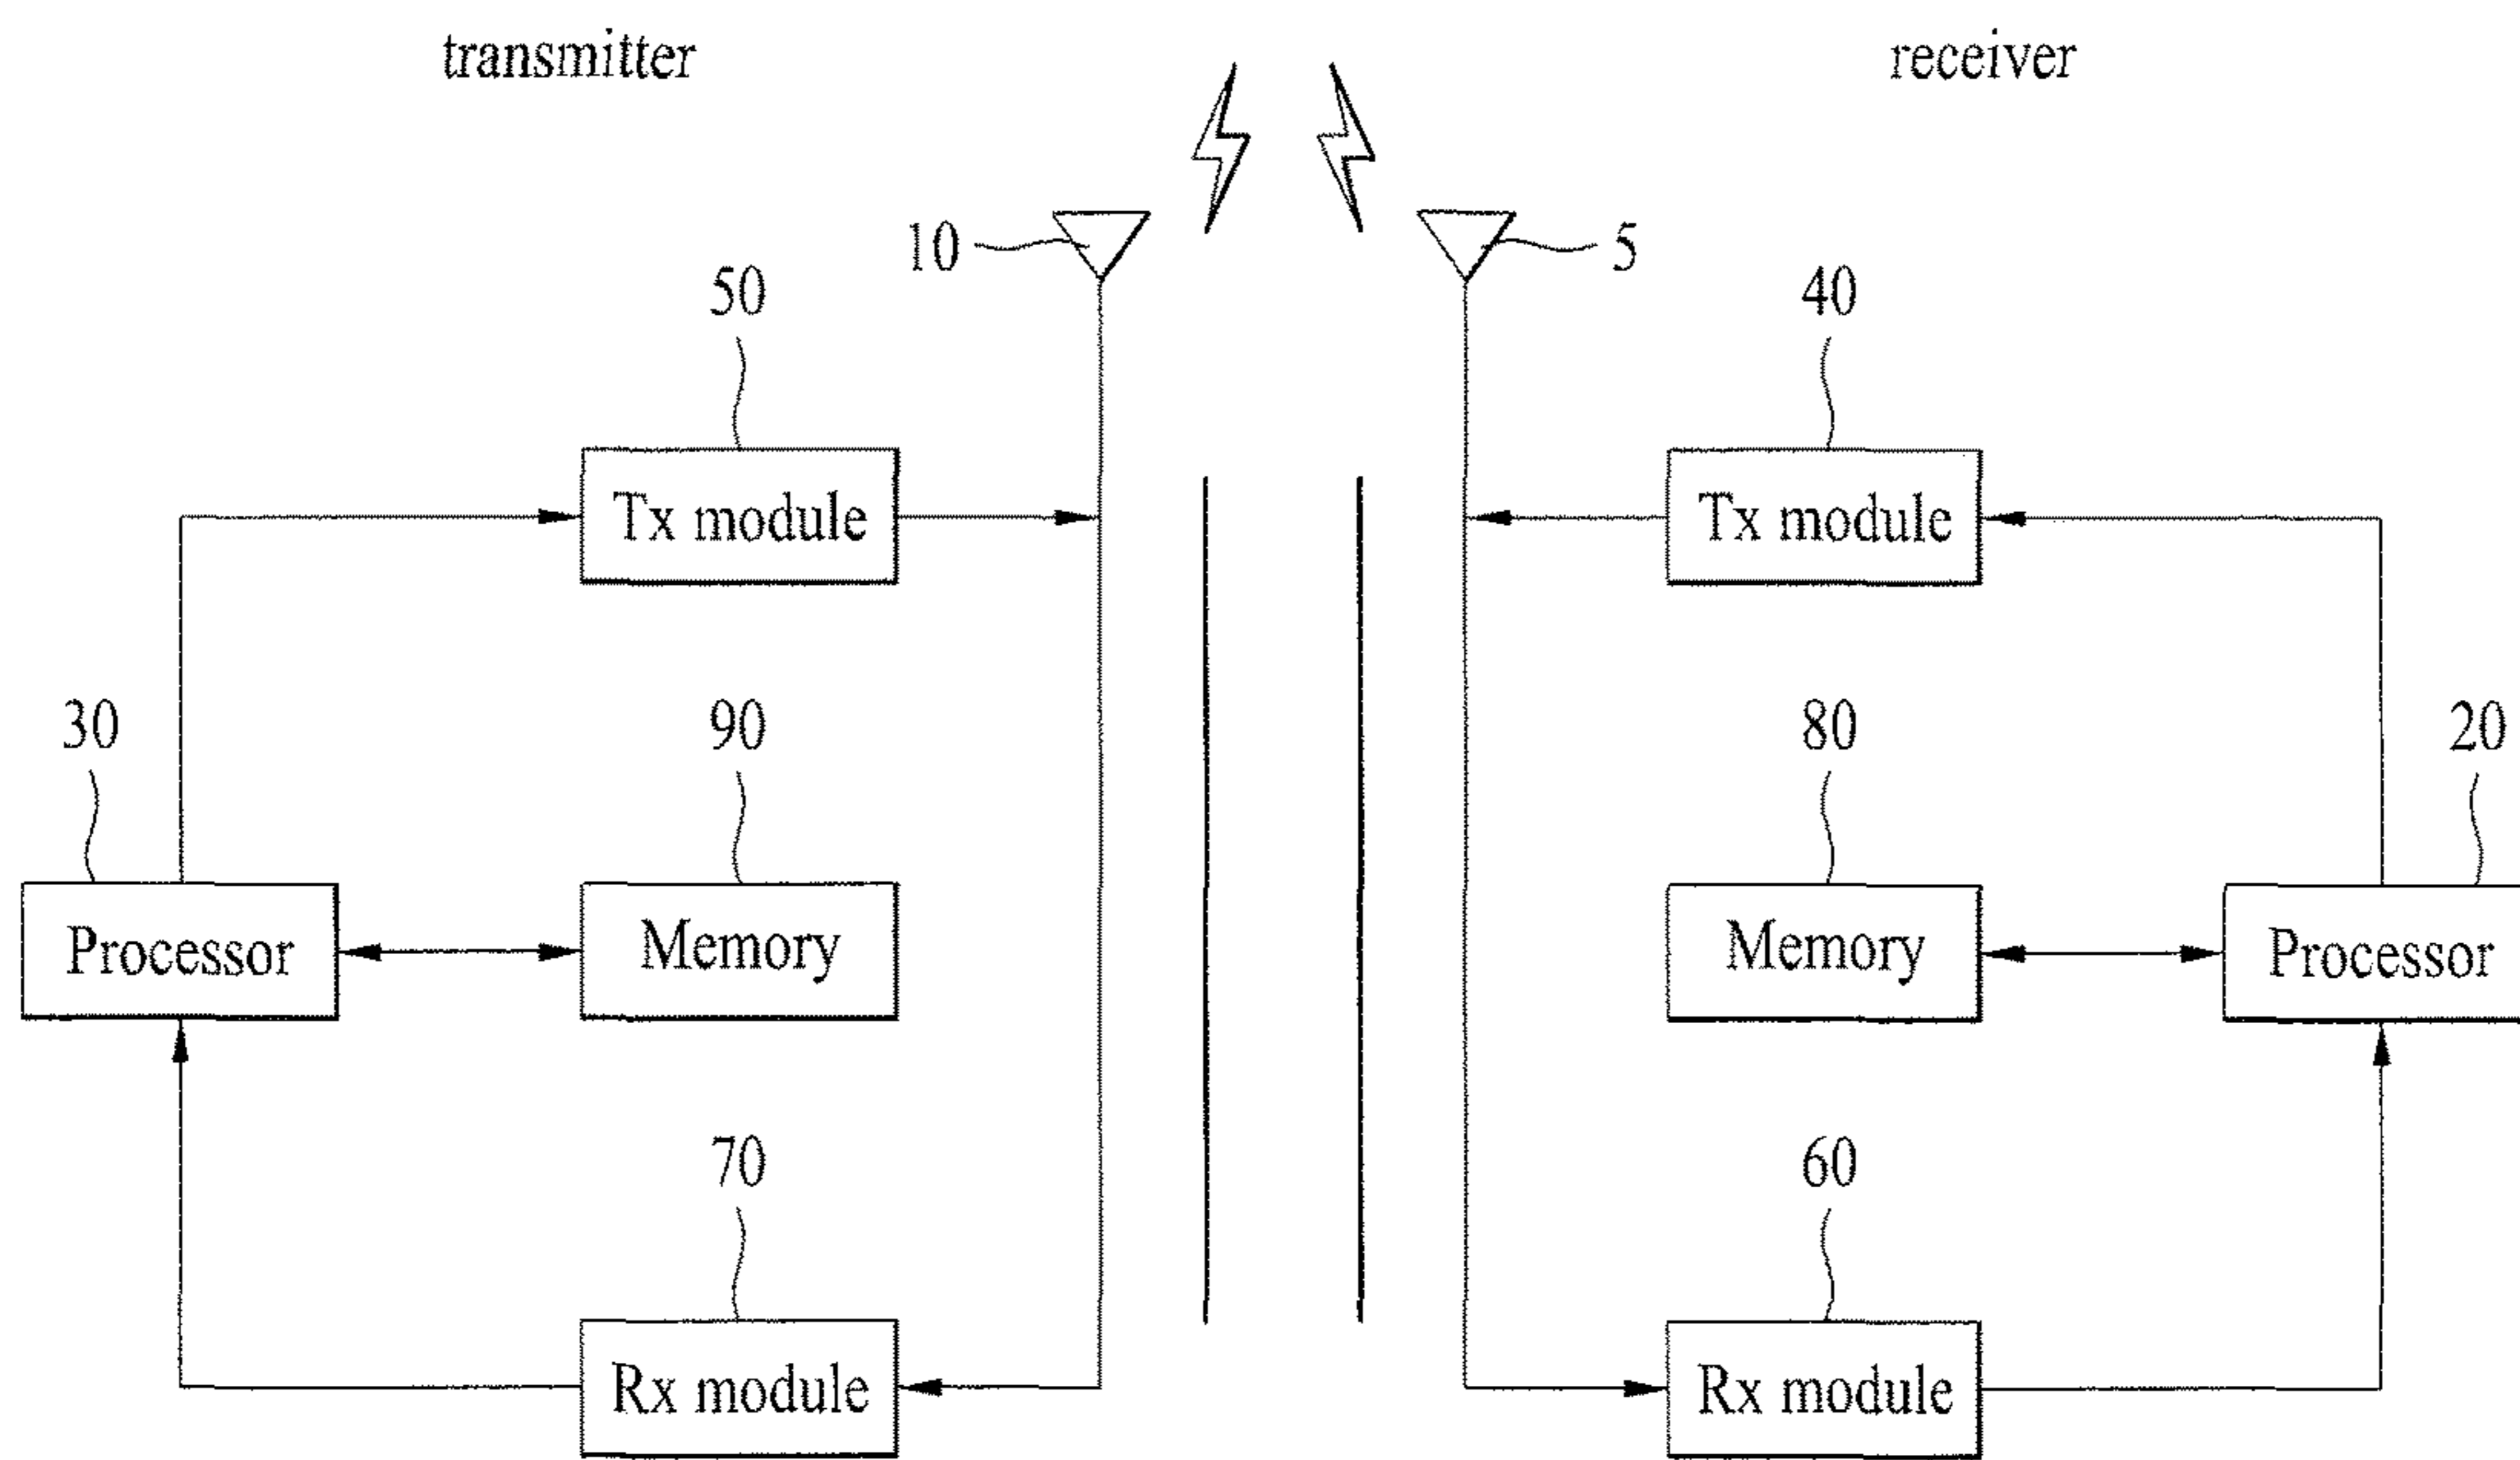 transmitter
receiver
10
5
50
40
Tx module
Tx module
30
90
80
20
Processor
Memory
Memory
Processor
70
60
Rx module
Rx module